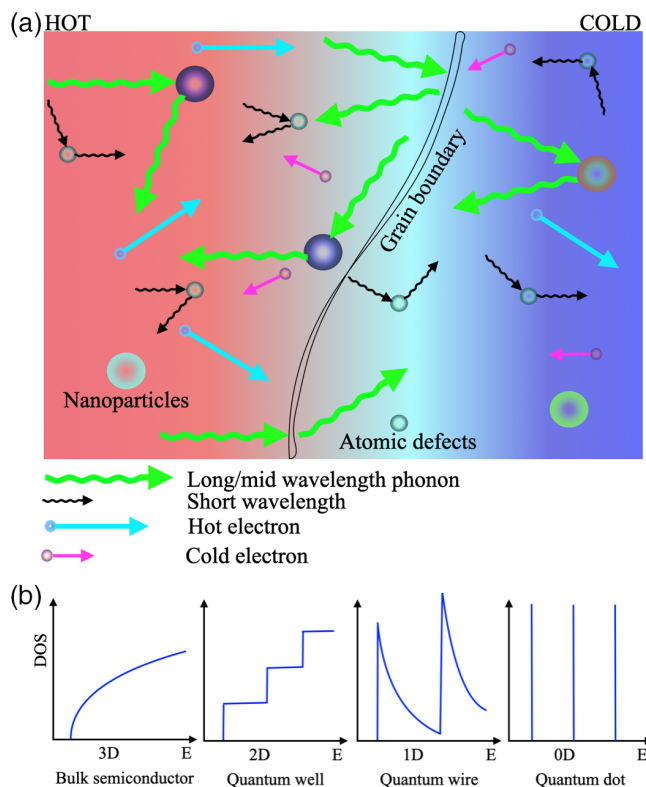 (a)
HOT
COLD
Grain boundary
Nanoparticles
Atomic defects
Long/mid wavelength phonon
Short wavelength
Hot electron
Cold electron
(b)
DOS
3D E
Bulk semiconductor
2D E
Quantum well
1D E
Quantum wire
0D E
Quantum dot